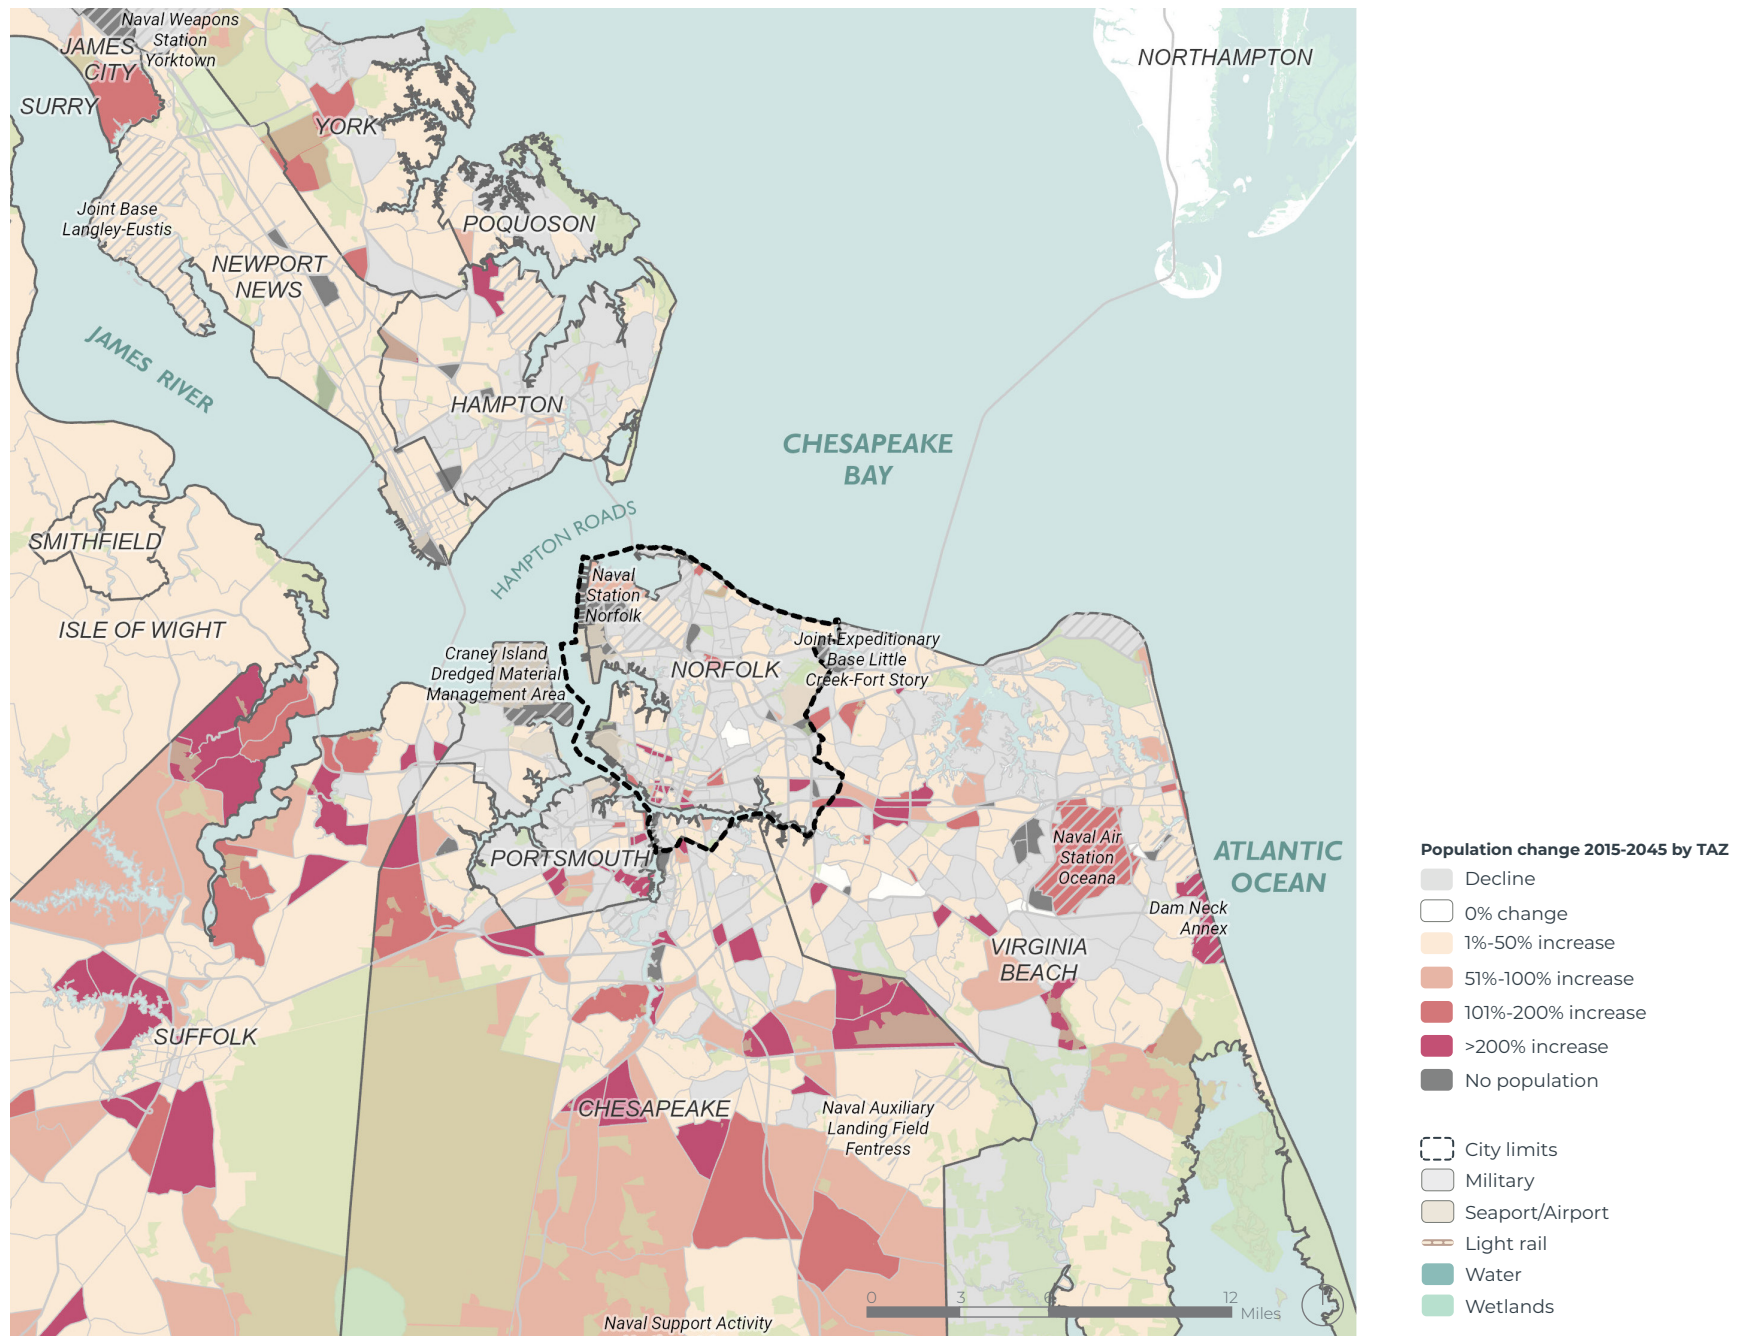 Naval Weapons
Station
Yorktown
JAMES
CITY
SURRY
YORK
NORTHAMPTON
Joint Base
Langley-Eustis
POQUOSON
NEWPORT
NEWS
JAMES RIVER
HAMPTON
CHESAPEAKE
BAY
HAMPTON ROADS
SMITHFIELD
ISLE OF WIGHT
Naval
Station
Norfolk
Craney Island
Dredged Material
Management Area
NORFOLK
Joint Expeditionary
Base Little
Creek-Fort Story
PORTSMOUTH
Naval Air
Station
Oceana
ATLANTIC
OCEAN
Dam Neck
Annex
VIRGINIA
BEACH
SUFFOLK
CHESAPEAKE
Naval Auxiliary
Landing Field
Fentress
Naval Support Activity
0 3 6 12
Miles
Population change 2015-2045 by TAZ
Decline
0% change
1%-50% increase
51%-100% increase
101%-200% increase
>200% increase
No population
City limits
Military
Seaport/Airport
Light rail
Water
Wetlands